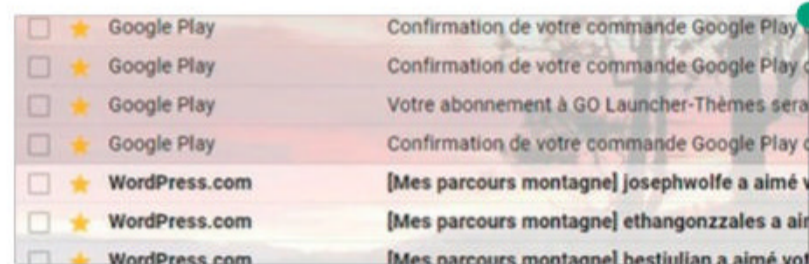 Google Play Confirmation de votre commande Google Play
Google Play Confirmation de votre commande Google Play
Google Play Votre abonnement à GO Launcher-Thèmes sera
Google Play Confirmation de votre commande Google Play
WordPress.com [Mes parcours montagne] josephwolfe a aimé
WordPress.com [Mes parcours montagne] ethangonzzales a
WordPress.com [Mes parcours montagne] bestjulian a aimé